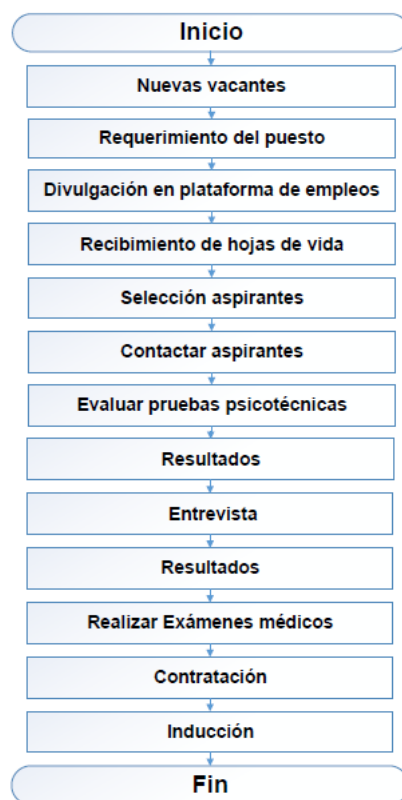 Inicio
Nuevas vacantes
Requerimiento del puesto
Divulgación en plataforma de empleos
Recibimiento de hojas de vida
Selección aspirantes
Contactar aspirantes
Evaluar pruebas psicotécnicas
Resultados
Entrevista
Resultados
Realizar Exámenes médicos
Contratación
Inducción
Fin